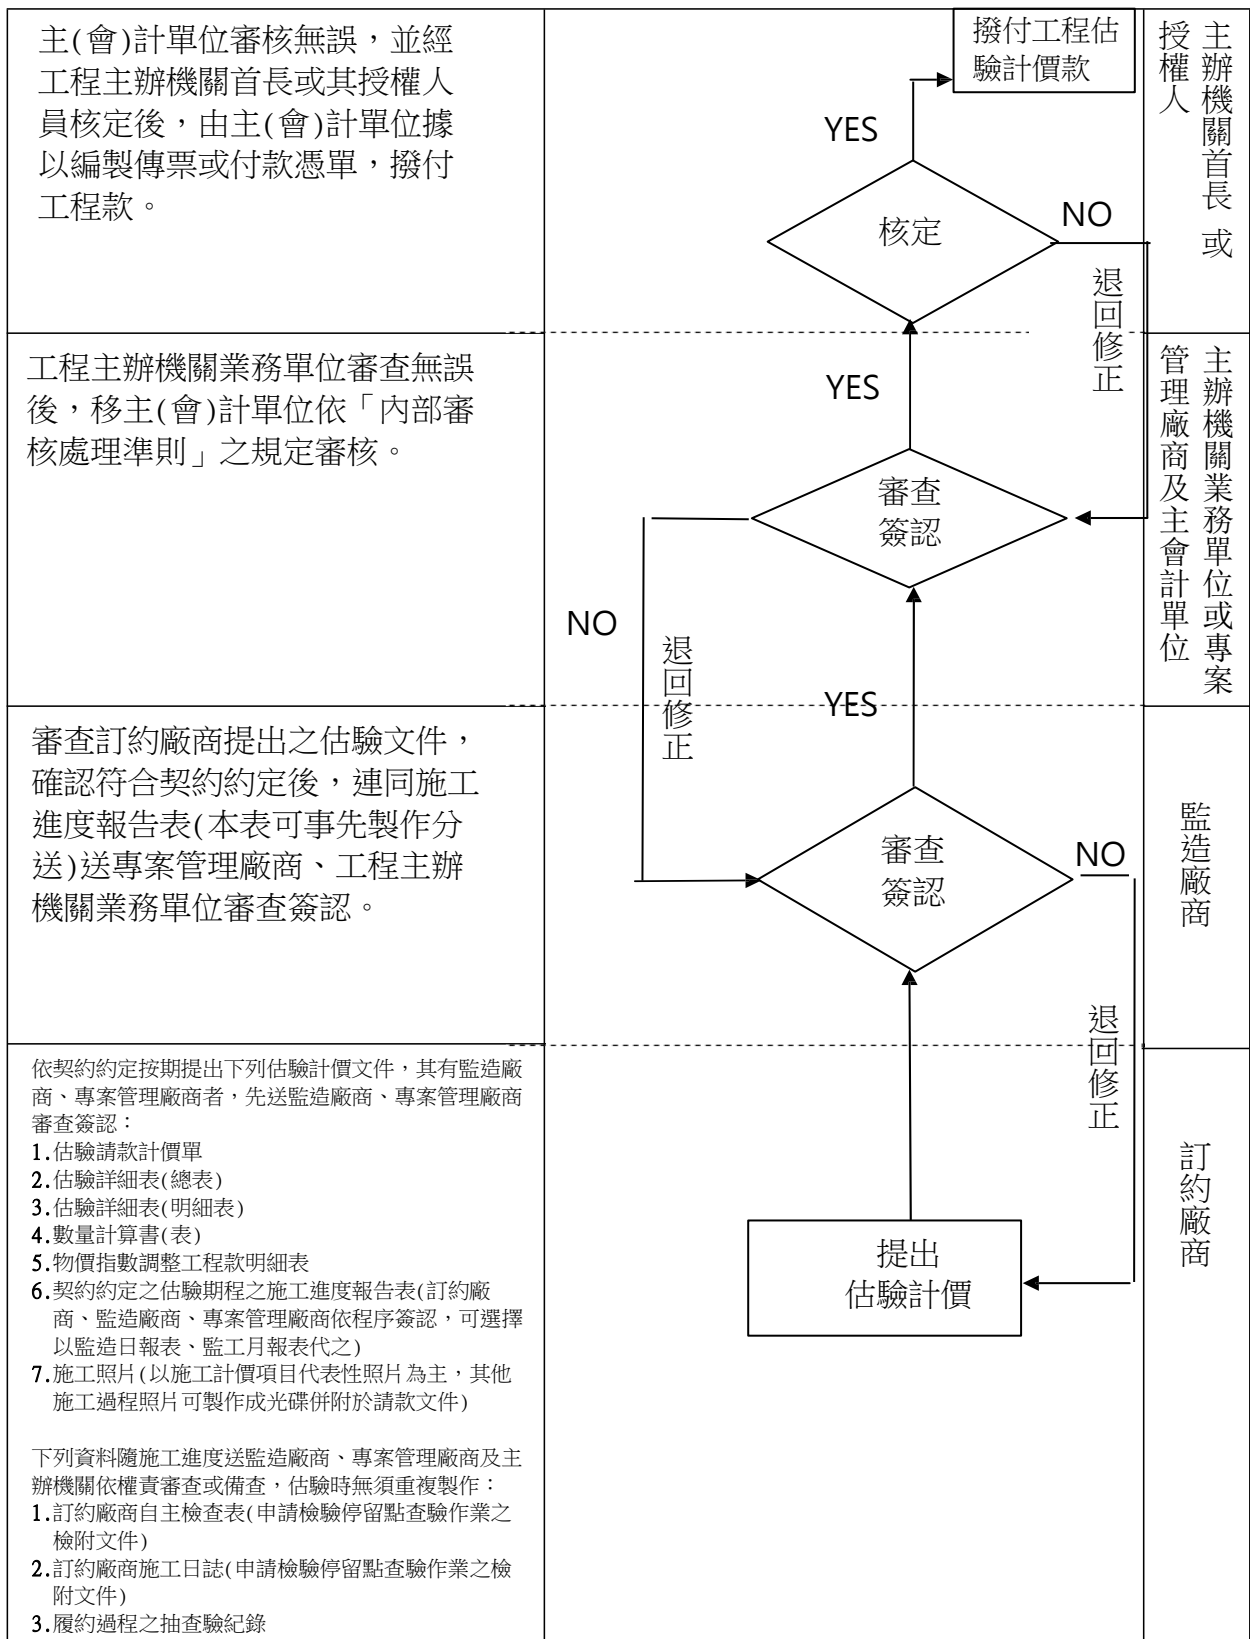 主(會)計單位審核無誤，並經
工程主辦機關首長或其授權人
員核定後，由主(會)計單位據
以編製傳票或付款憑單，撥付
工程款。
撥付工程估
驗計價款
YES
核定
NO
退回修正
主辦機關首長 或
授權人
工程主辦機關業務單位審查無誤
後，移主(會)計單位依「內部審
核處理準則」之規定審核。
YES
審查
簽認
NO
退回修正
主辦機關業務單位或專案
管理廠商及主會計單位
審查訂約廠商提出之估驗文件，
確認符合契約約定後，連同施工
進度報告表(本表可事先製作分
送)送專案管理廠商、工程主辦
機關業務單位審查簽認。
YES
審查
簽認
NO
退回修正
監造廠商
依契約約定按期提出下列估驗計價文件，其有監造廠
商、專案管理廠商者，先送監造廠商、專案管理廠商
審查簽認：
1.估驗請款計價單
2.估驗詳細表(總表)
3.估驗詳細表(明細表)
4.數量計算書(表)
5.物價指數調整工程款明細表
6.契約約定之估驗期程之施工進度報告表(訂約廠
商、監造廠商、專案管理廠商依程序簽認，可選擇
以監造日報表、監工月報表代之)
7.施工照片(以施工計價項目代表性照片為主，其他
施工過程照片可製作成光碟併附於請款文件)
下列資料隨施工進度送監造廠商、專案管理廠商及主
辦機關依權責審查或備查，估驗時無須重複製作：
1.訂約廠商自主檢查表(申請檢驗停留點查驗作業之
檢附文件)
2.訂約廠商施工日誌(申請檢驗停留點查驗作業之檢
附文件)
3.履約過程之抽查驗紀錄
提出
估驗計價
訂約廠商